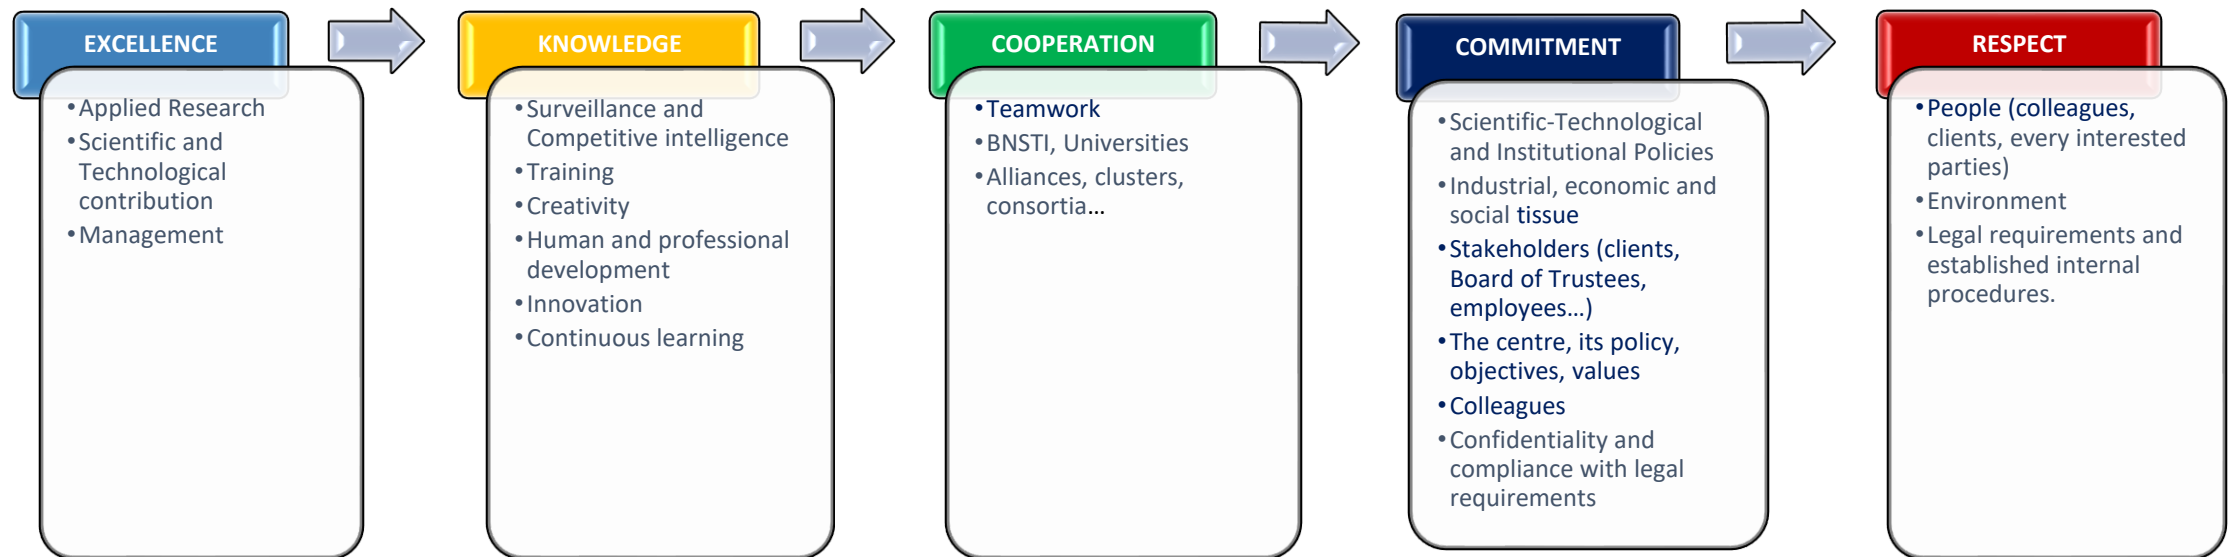 EXCELLENCE
•Applied Research
•Scientific and
Technological
contribution
•Management
KNOWLEDGE
•Surveillance and
Competitive intelligence
•Training
•Creativity
•Human and professional
development
•Innovation
•Continuous learning
COOPERATION
•Teamwork
•BNSTI, Universities
•Alliances, clusters,
consortia…
COMMITMENT
•Scientific-Technological
and Institutional Policies
•Industrial, economic and
social tissue
•Stakeholders (clients,
Board of Trustees,
employees…)
•The centre, its policy,
objectives, values
•Colleagues
•Confidentiality and
compliance with legal
requirements
RESPECT
•People (colleagues,
clients, every interested
parties)
•Environment
•Legal requirements and
established internal
procedures.